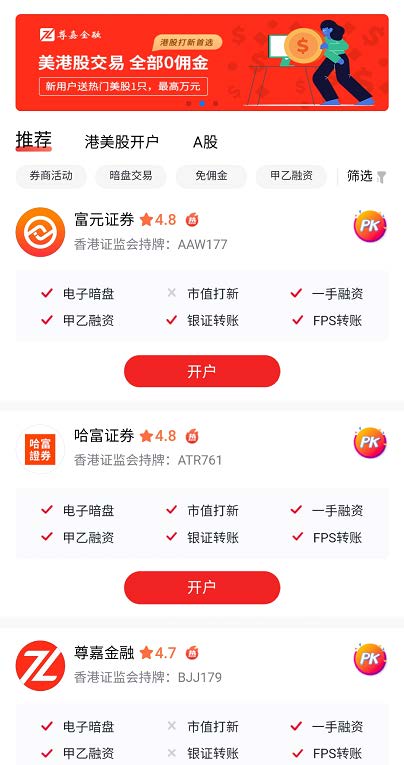 尊嘉金融
港股打新首选
美港股交易 全部0佣金
新用户送热门美股1只，最高万元
推荐 港美股开户 A股
券商活动 暗盘交易 免佣金 甲乙融资 筛选
富元证券 4.8 热
PK
香港证监会持牌：AAW177
电子暗盘 市值打新 一手融资
甲乙融资 银证转账 FPS转账
开户
哈富證券
哈富证券 4.8 热
PK
香港证监会持牌：ATR761
电子暗盘 市值打新 一手融资
甲乙融资 银证转账 FPS转账
开户
尊嘉金融 4.7 热
PK
香港证监会持牌：BJJ179
电子暗盘 市值打新 一手融资
甲乙融资 银证转账 FPS转账